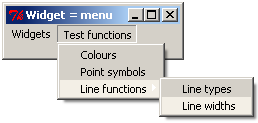 Widget = menu
Widgets Test functions
Colours
Point symbols
Line functions
Line types
Line widths